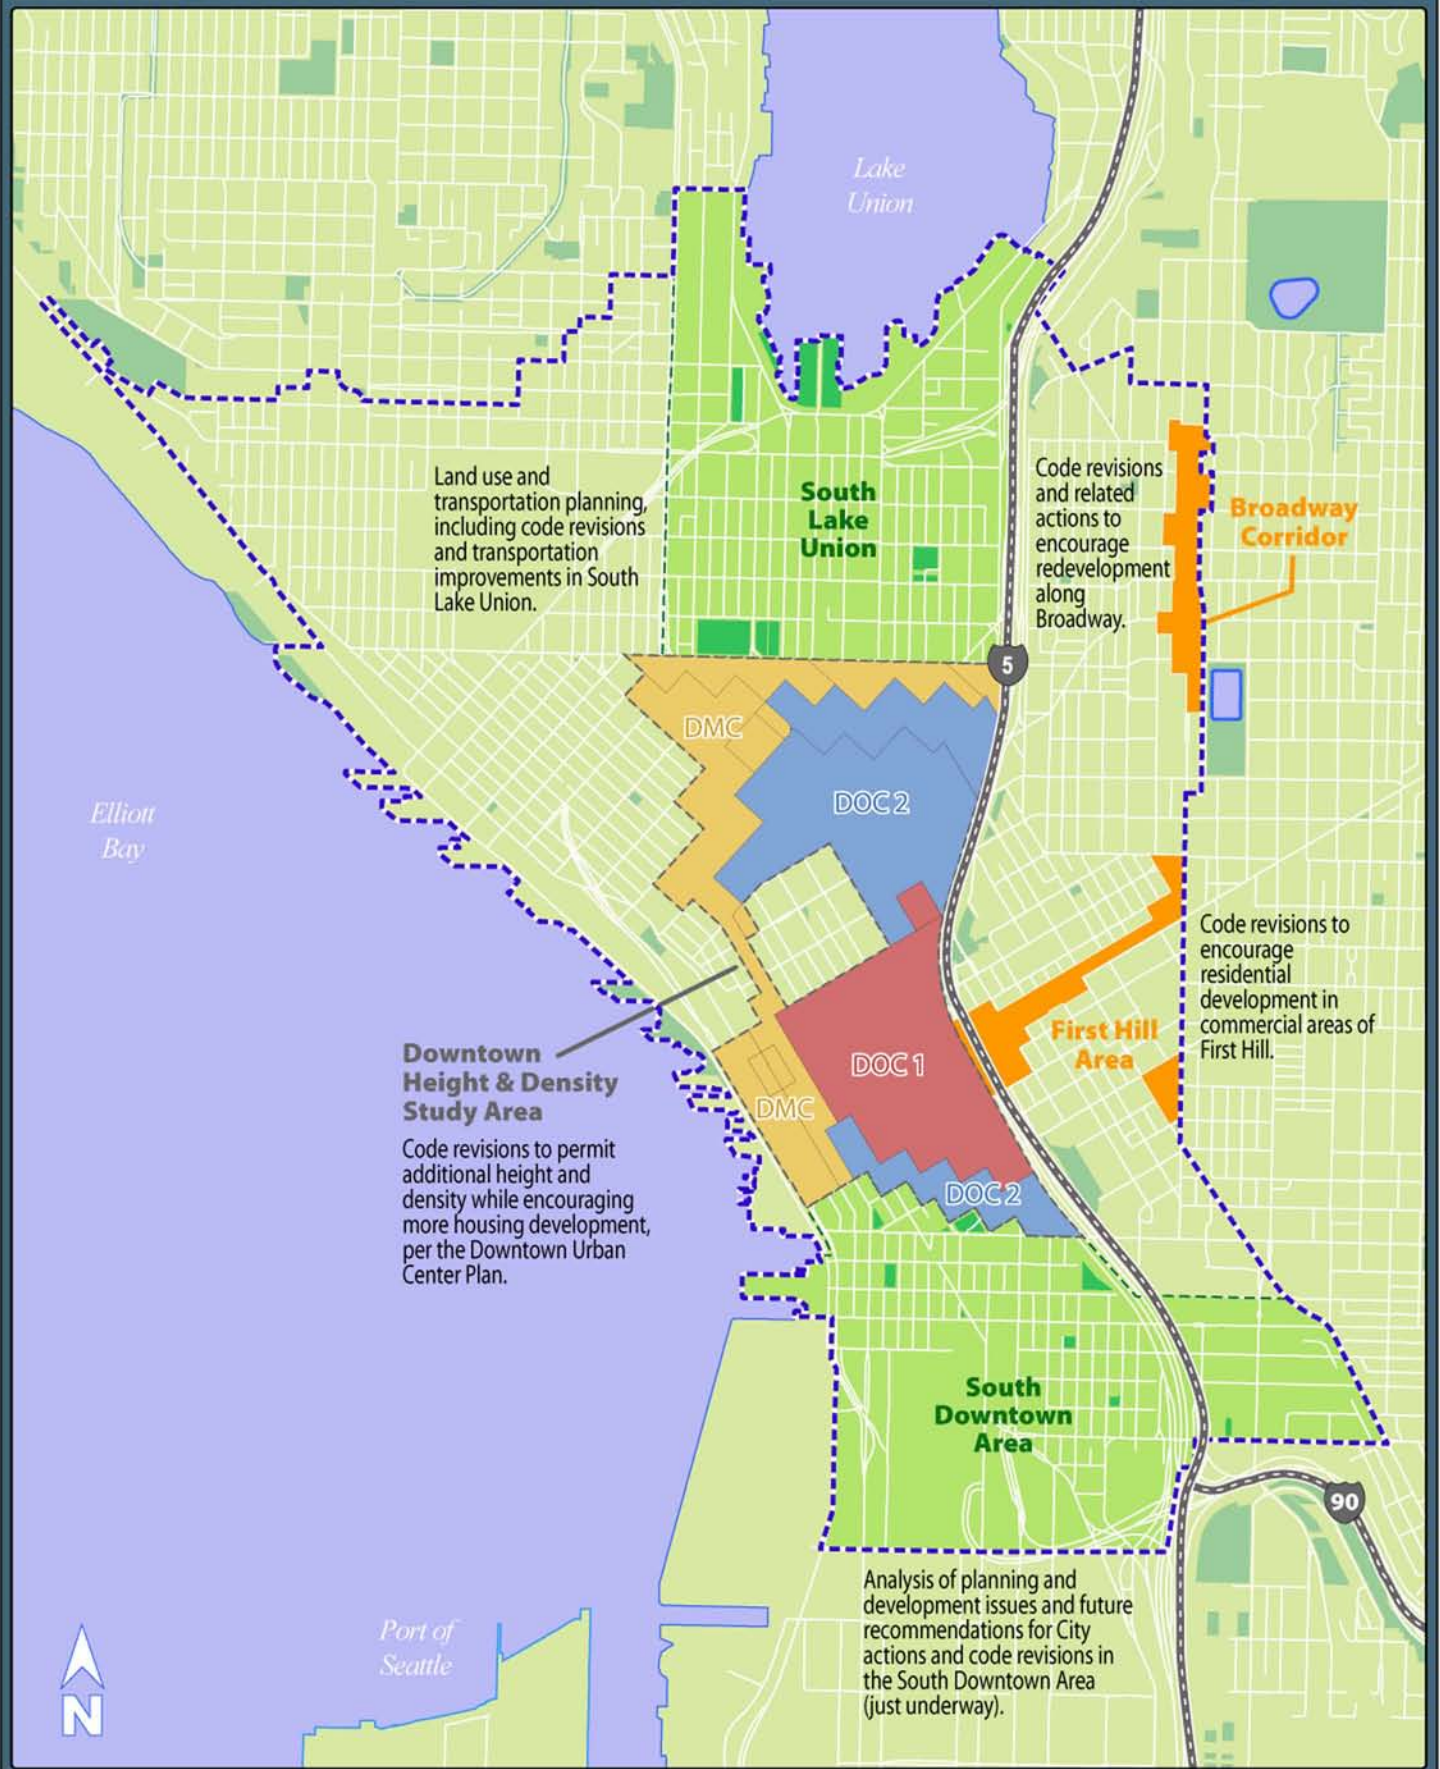 Lake
Union
Land use and
transportation planning,
including code revisions
and transportation
improvements in South
Lake Union.
South
Lake
Union
Code revisions
and related
actions to
encourage
redevelopment
along
Broadway.
Broadway
Corridor
5
DMC
DOC 2
Elliott
Bay
Code revisions to
encourage
residential
development in
commercial areas of
First Hill.
First Hill
Area
Downtown
Height & Density
Study Area
Code revisions to permit
additional height and
density while encouraging
more housing development,
per the Downtown Urban
Center Plan.
DOC 1
DMC
DOC 2
South
Downtown
Area
90
Analysis of planning and
development issues and future
recommendations for City
actions and code revisions in
the South Downtown Area
(just underway).
Port of
Seattle
N